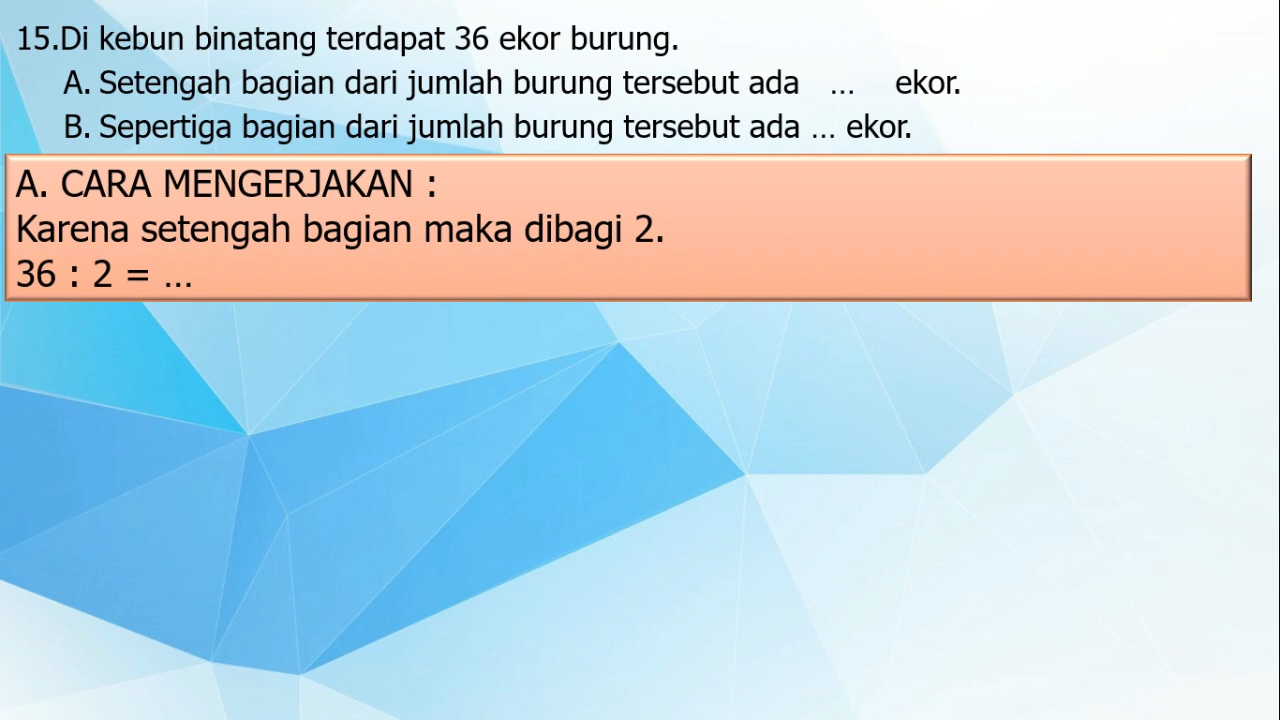 15.Di kebun binatang terdapat 36 ekor burung.
A. Setengah bagian dari jumlah burung tersebut ada ... ekor.
B. Sepertiga bagian dari jumlah burung tersebut ada ... ekor.
A. CARA MENGERJAKAN :
Karena setengah bagian maka dibagi 2.
36 : 2 = ...